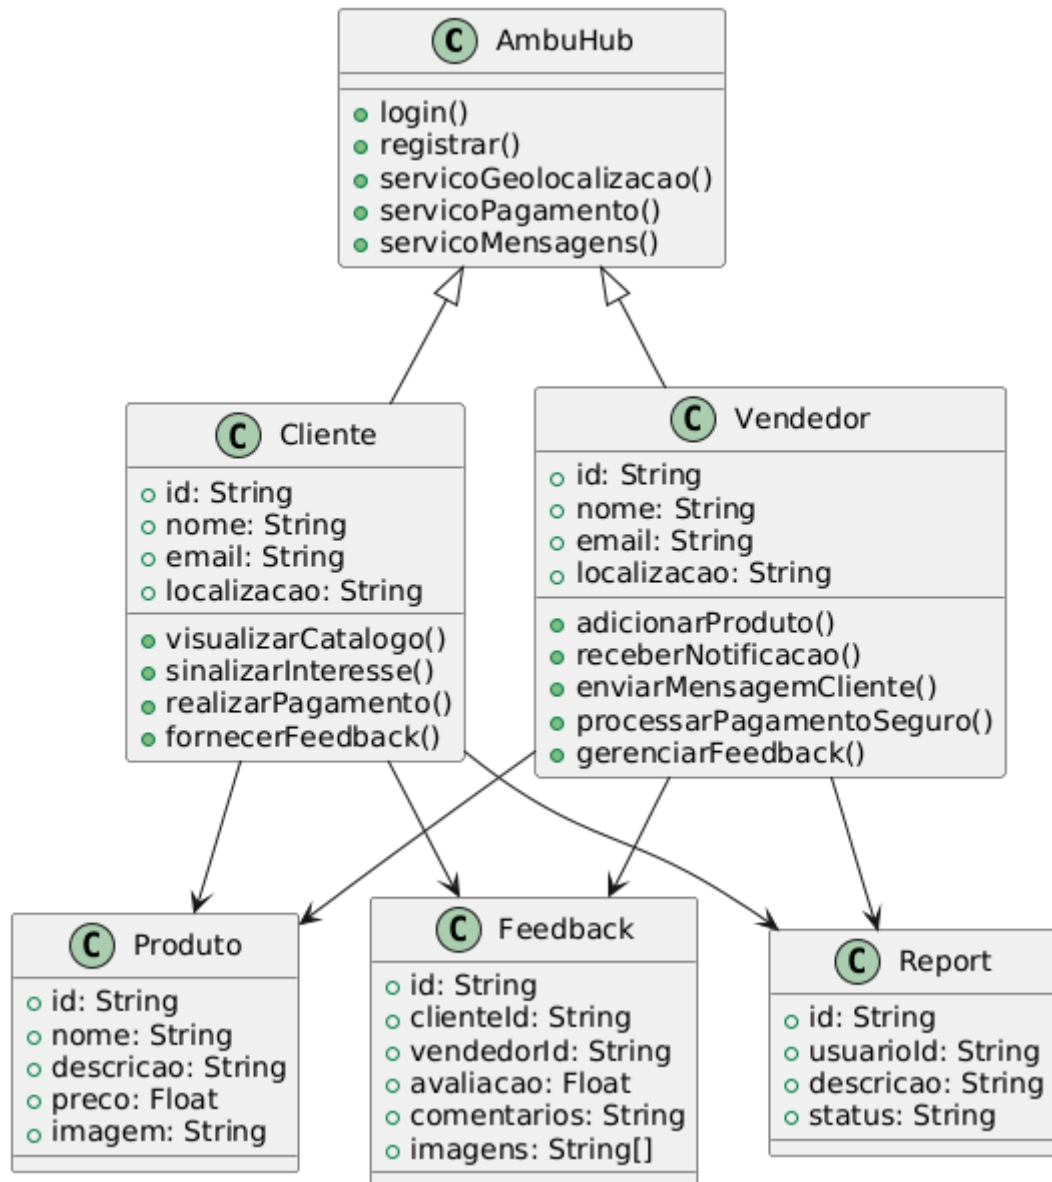 C AmbuHub
login()
registrar()
servicoGeolocalizacao()
servicoPagamento()
servicoMensagens()
C Cliente
id: String
nome: String
email: String
localizacao: String
visualizarCatalogo()
sinalizarInteresse()
realizarPagamento()
fornecerFeedback()
C Vendedor
id: String
nome: String
email: String
localizacao: String
adicionarProduto()
receberNotificacao()
enviarMensagemCliente()
processarPagamentoSeguro()
gerenciarFeedback()
C Produto
id: String
nome: String
descricao: String
preco: Float
imagem: String
C Feedback
id: String
clienteId: String
vendedorId: String
avaliacao: Float
comentarios: String
imagens: String[]
C Report
id: String
usuarioId: String
descricao: String
status: String